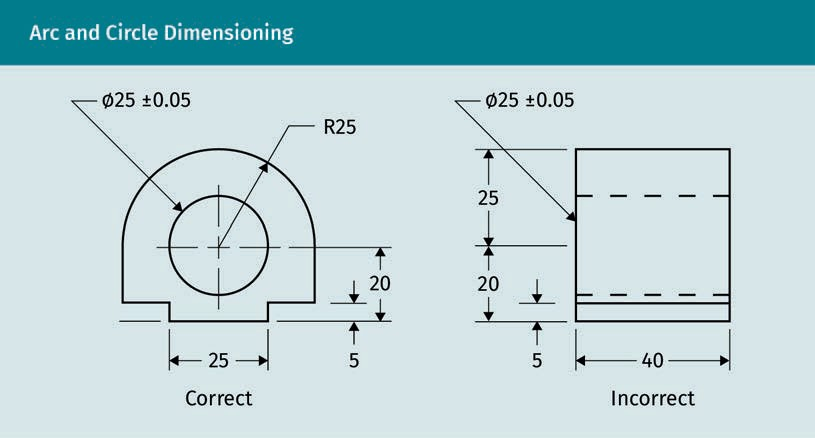 Arc and Circle Dimensioning
ø25 ±0.05
R25
20
25
5
Correct
ø25 ±0.05
25
20
5
40
Incorrect